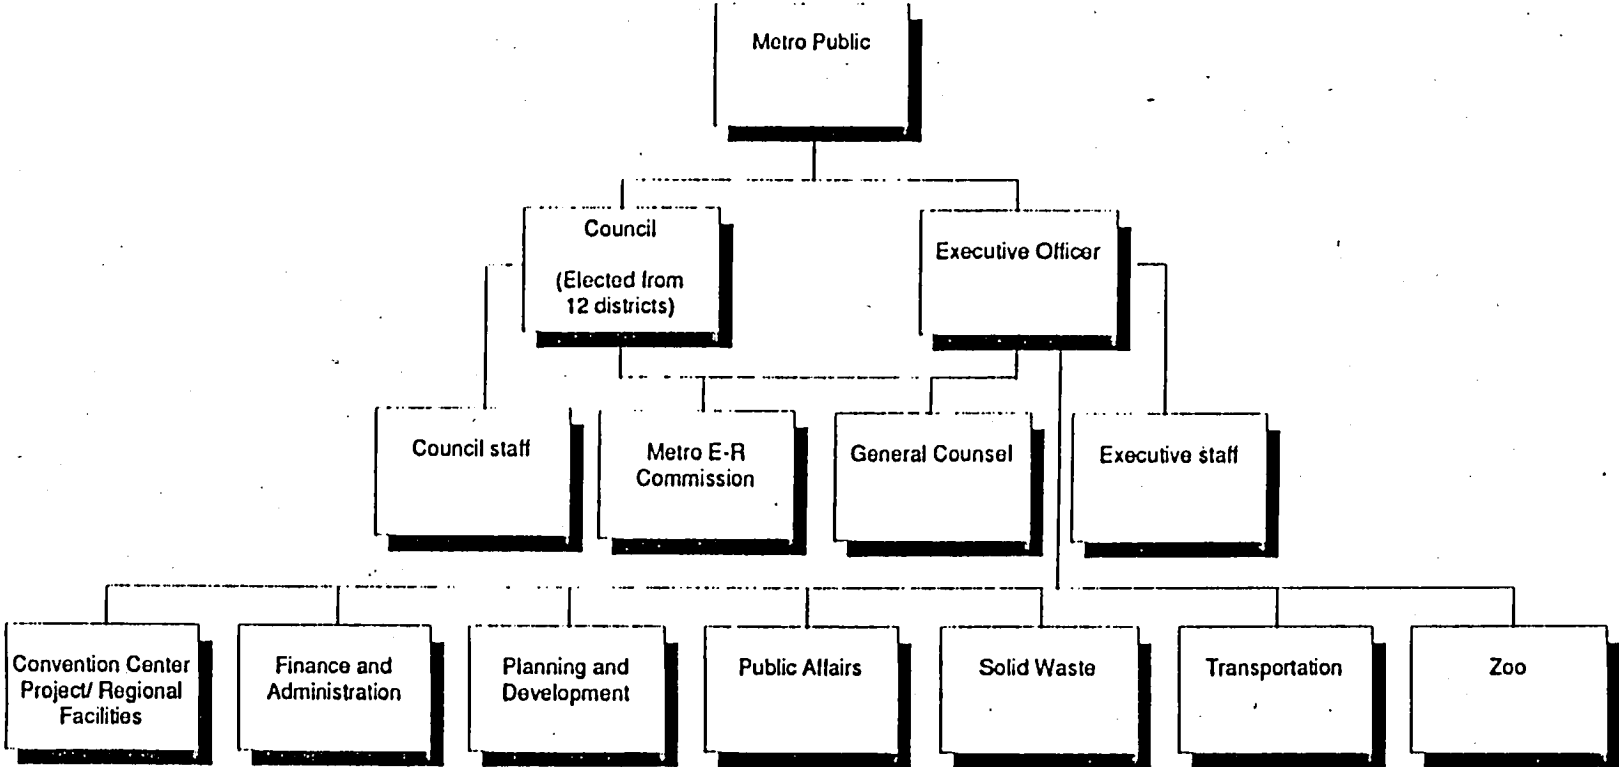 Metro Public
Council
(Elected from
12 districts)
Executive Officer
Council staff
Metro E-R
Commission
General Counsel
Executive staff
Convention Center
Project/ Regional
Facilities
Finance and
Administration
Planning and
Development
Public Affairs
Solid Waste
Transportation
Zoo